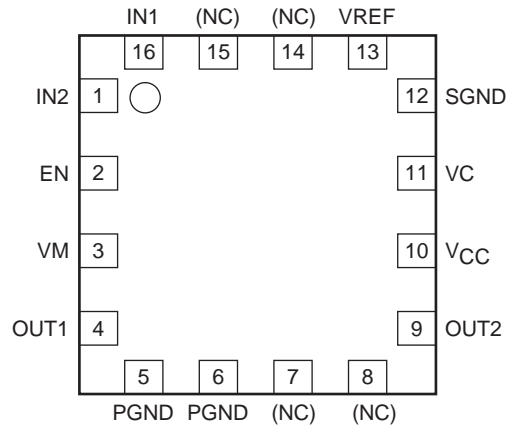 IN1 (NC) (NC) VREF
16 15 14 13
IN2 1 12 SGND
EN 2 11 VC
VM 3 10 VCC
OUT1 4 9 OUT2
5 6 7 8
PGND PGND (NC) (NC)